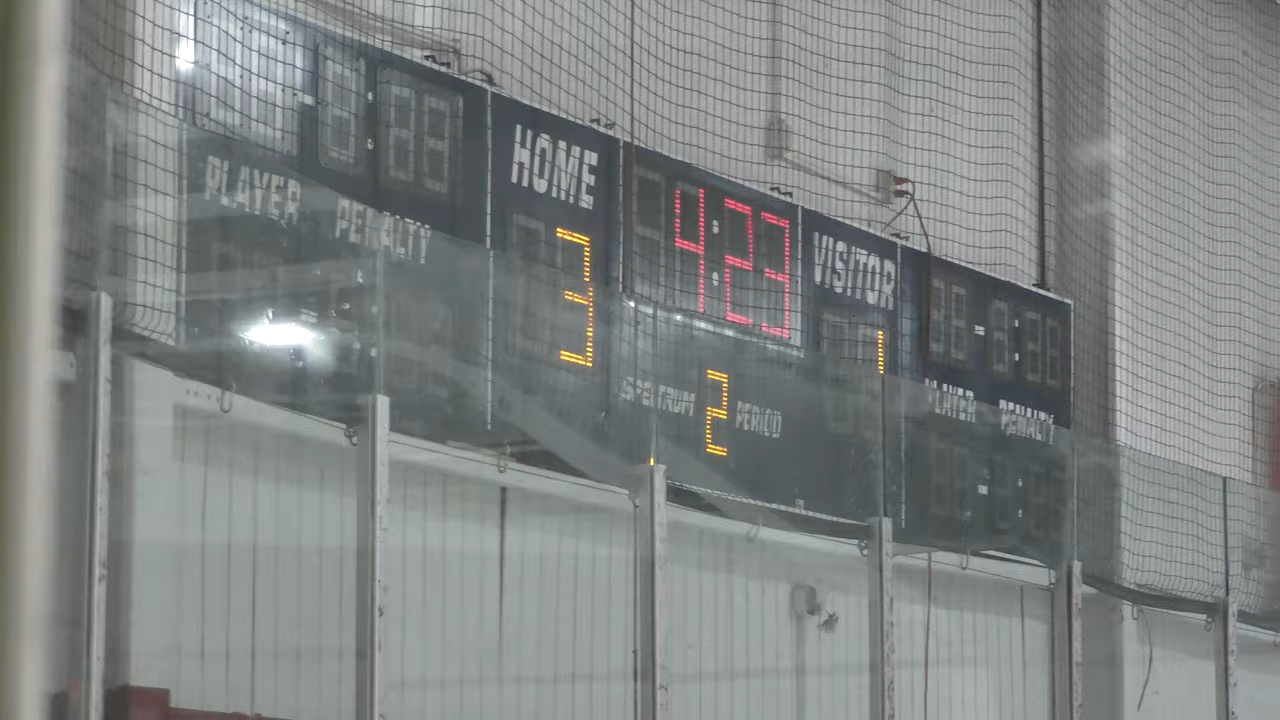 HOME
4:23
VISITOR
PLAYER PENALTY
3
1
SPECTRUM 2 PERIOD
PLAYER PENALTY